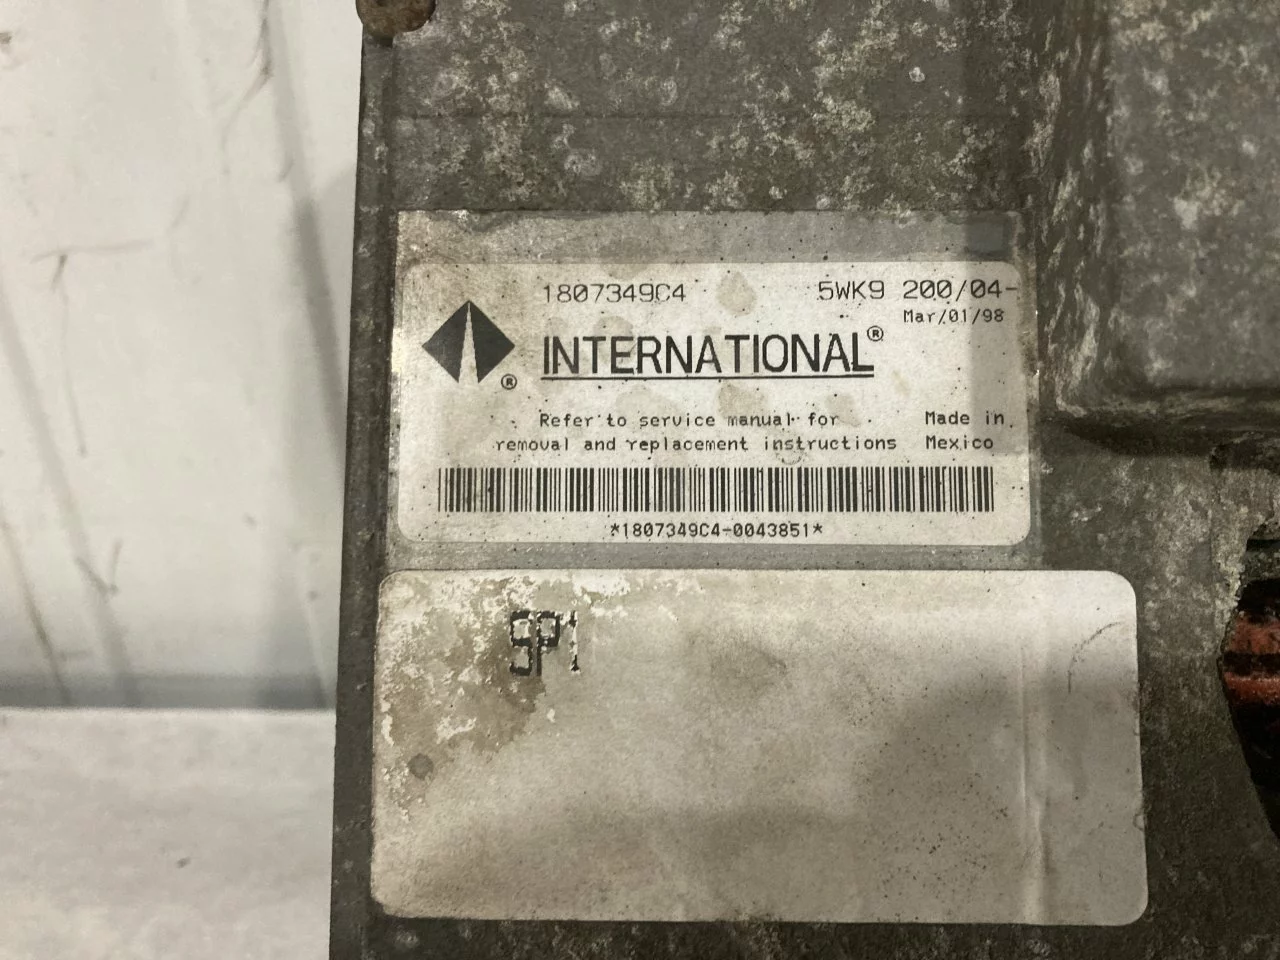 1807349C4 5WK9 200/04-
Mar/01/98
INTERNATIONAL®
®
Refer to service manual for Made in
removal and replacement instructions Mexico
*1807349C4-0043851*
SP1